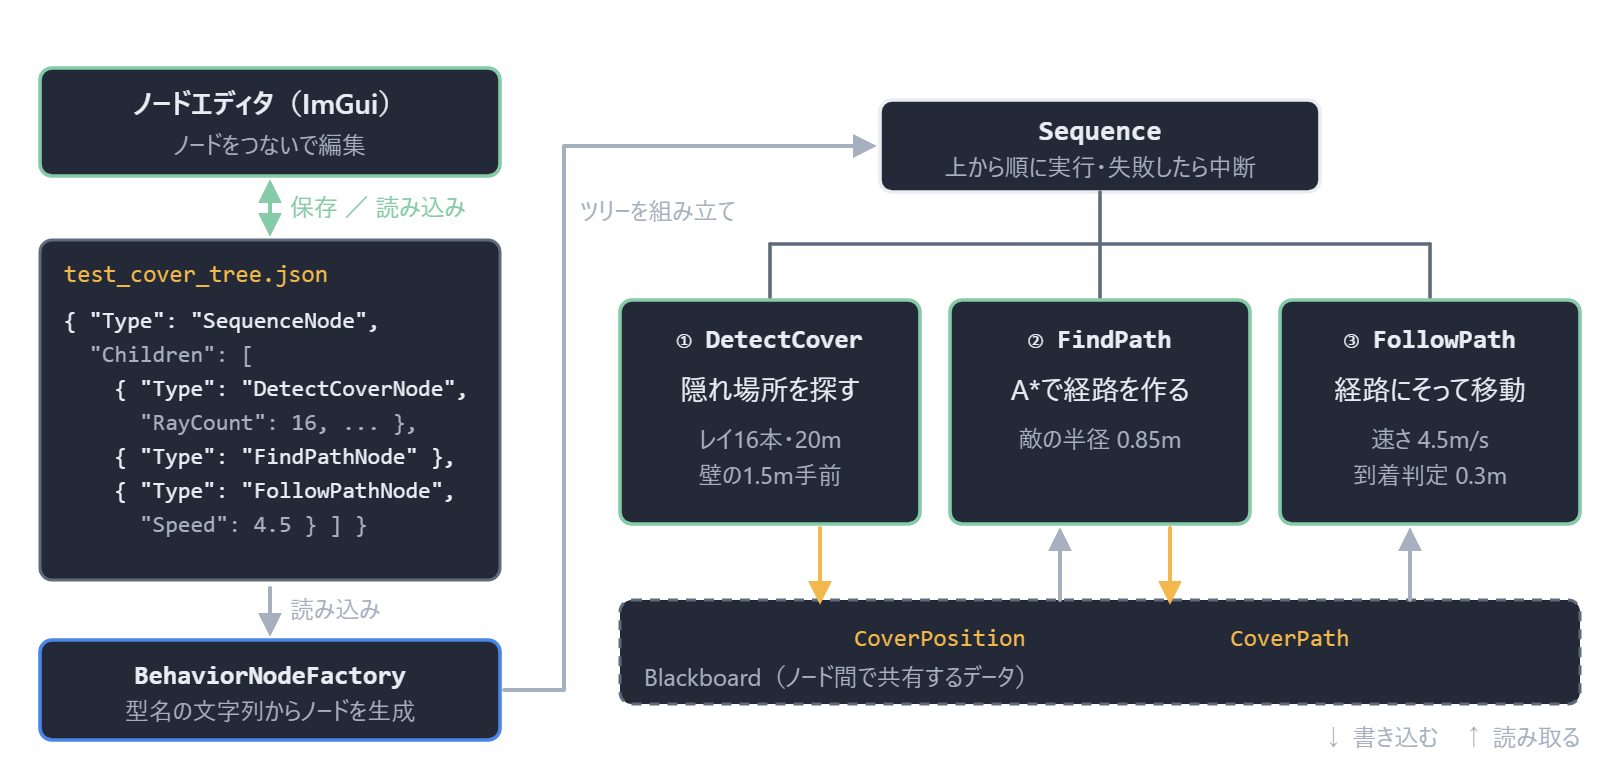 ノードエディタ（ImGui）
ノードをつないで編集
保存 ／ 読み込み
test_cover_tree.json
{ "Type": "SequenceNode",
"Children": [
{ "Type": "DetectCoverNode",
"RayCount": 16, ... },
{ "Type": "FindPathNode" },
{ "Type": "FollowPathNode",
"Speed": 4.5 } ] }
読み込み
BehaviorNodeFactory
型名の文字列からノードを生成
ツリーを組み立て
Sequence
上から順に実行・失敗したら中断
① DetectCover
隠れ場所を探す
レイ16本・20m
壁の1.5m手前
② FindPath
A*で経路を作る
敵の半径 0.85m
③ FollowPath
経路にそって移動
速さ 4.5m/s
到着判定 0.3m
CoverPosition
CoverPath
Blackboard（ノード間で共有するデータ）
↓ 書き込む ↑ 読み取る